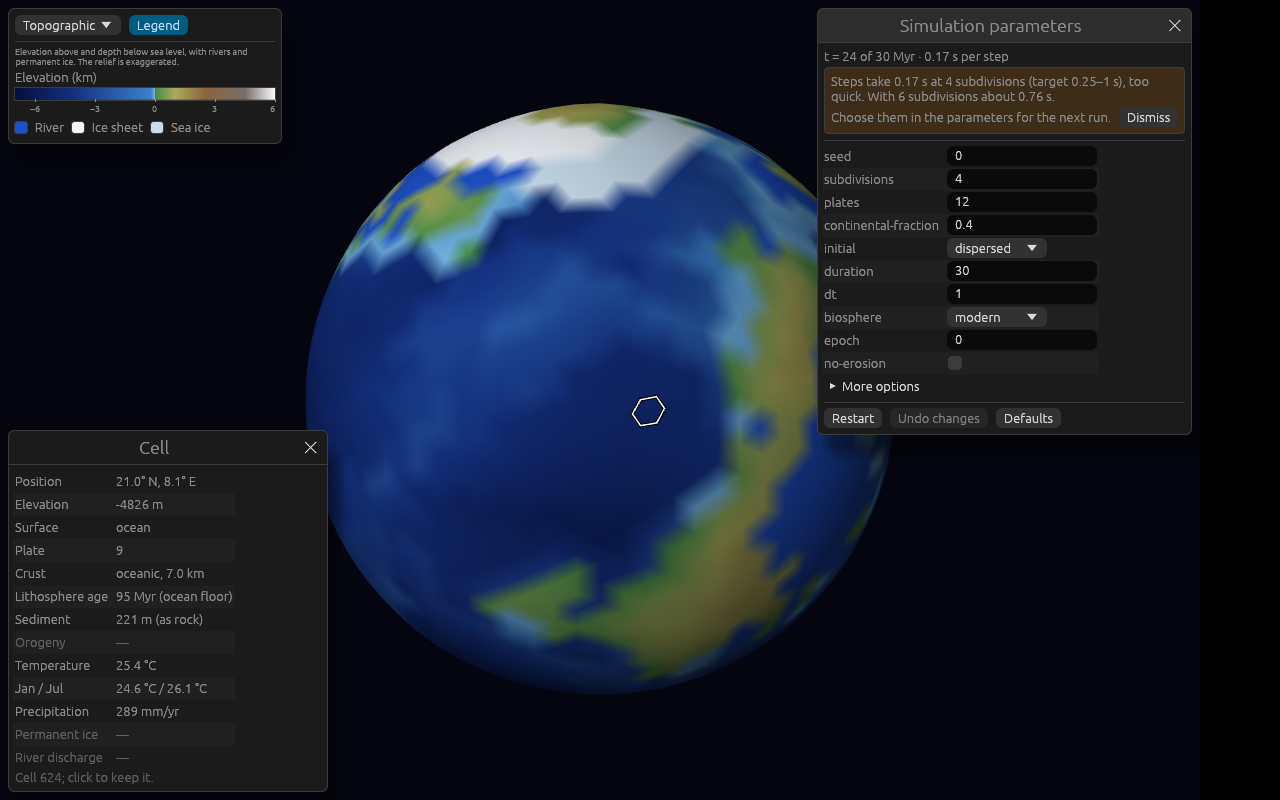 Topographic Legend
Elevation above and depth below sea level, with rivers and
permanent ice. The relief is exaggerated.
Elevation (km)
−6 −3 0 3 6
River Ice sheet Sea ice
Simulation parameters
t = 24 of 30 Myr · 0.17 s per step
Steps take 0.17 s at 4 subdivisions (target 0.25–1 s), too
quick. With 6 subdivisions about 0.76 s.
Choose them in the parameters for the next run. Dismiss
seed 0
subdivisions 4
plates 12
continental-fraction 0.4
initial dispersed
duration 30
dt 1
biosphere modern
epoch 0
no-erosion
More options
Restart Undo changes Defaults
Cell
Position 21.0° N, 8.1° E
Elevation -4826 m
Surface ocean
Plate 9
Crust oceanic, 7.0 km
Lithosphere age 95 Myr (ocean floor)
Sediment 221 m (as rock)
Orogeny —
Temperature 25.4 °C
Jan / Jul 24.6 °C / 26.1 °C
Precipitation 289 mm/yr
Permanent ice —
River discharge —
Cell 624; click to keep it.